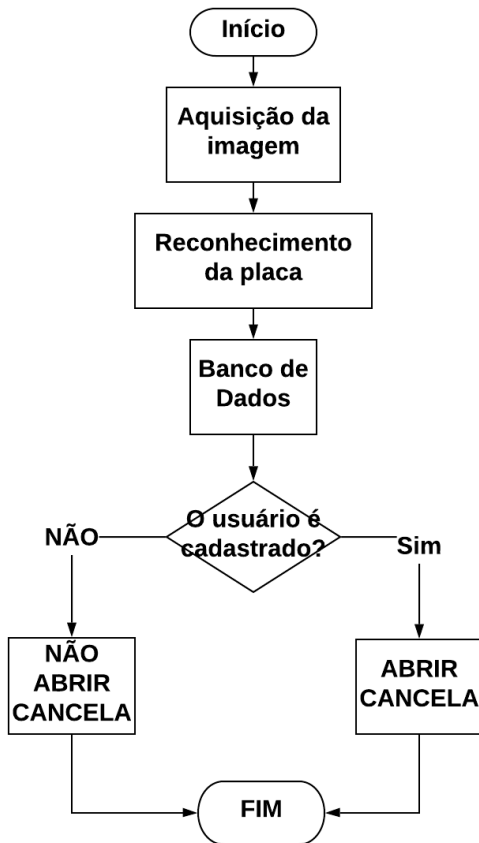 Início
Aquisição da
imagem
Reconhecimento
da placa
Banco de
Dados
O usuário é
cadastrado?
NÃO
Sim
NÃO
ABRIR
CANCELA
ABRIR
CANCELA
FIM